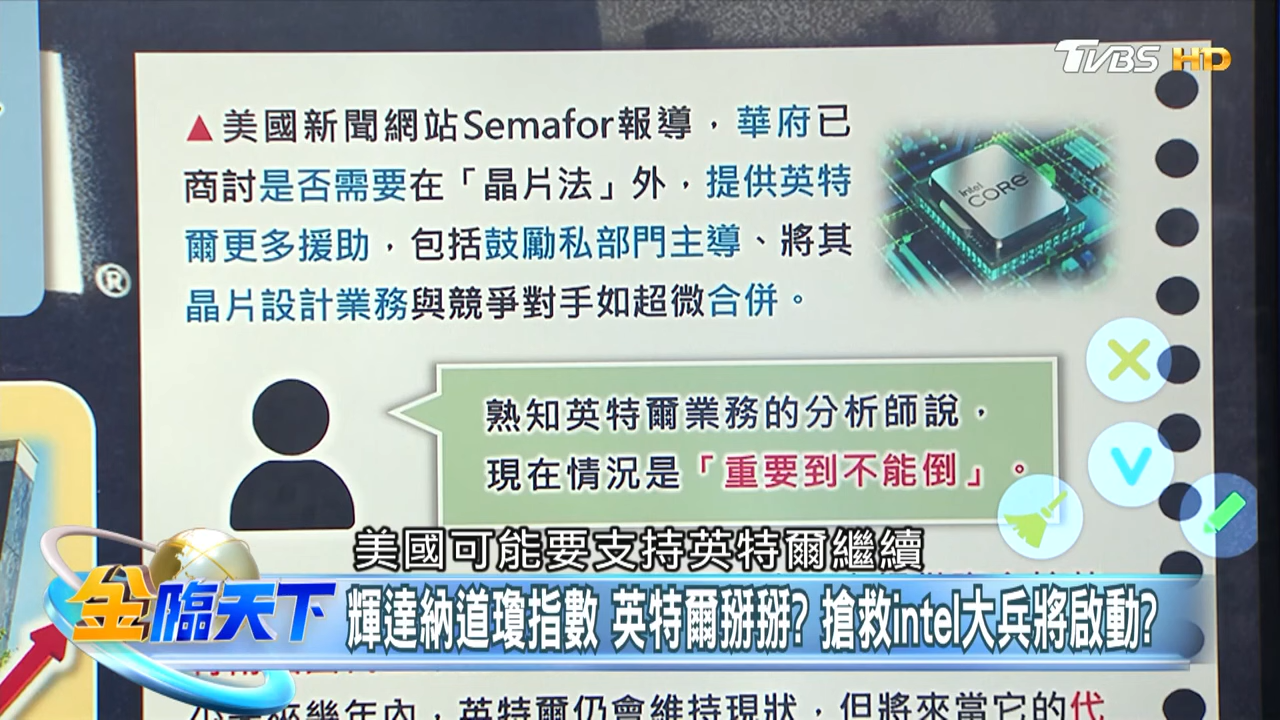 TVBS HD
▲美國新聞網站Semafor報導，華府已
商討是否需要在「晶片法」外，提供英特
爾更多援助，包括鼓勵私部門主導、將其
晶片設計業務與競爭對手如超微合併。
intel
CORE
®
熟知英特爾業務的分析師說，
現在情況是「重要到不能倒」。
美國可能要支持英特爾繼續
金臨天下
輝達納道瓊指數 英特爾掰掰? 搶救intel大兵將啟動?
年內，英特爾仍會維持現狀，但將來當它的代